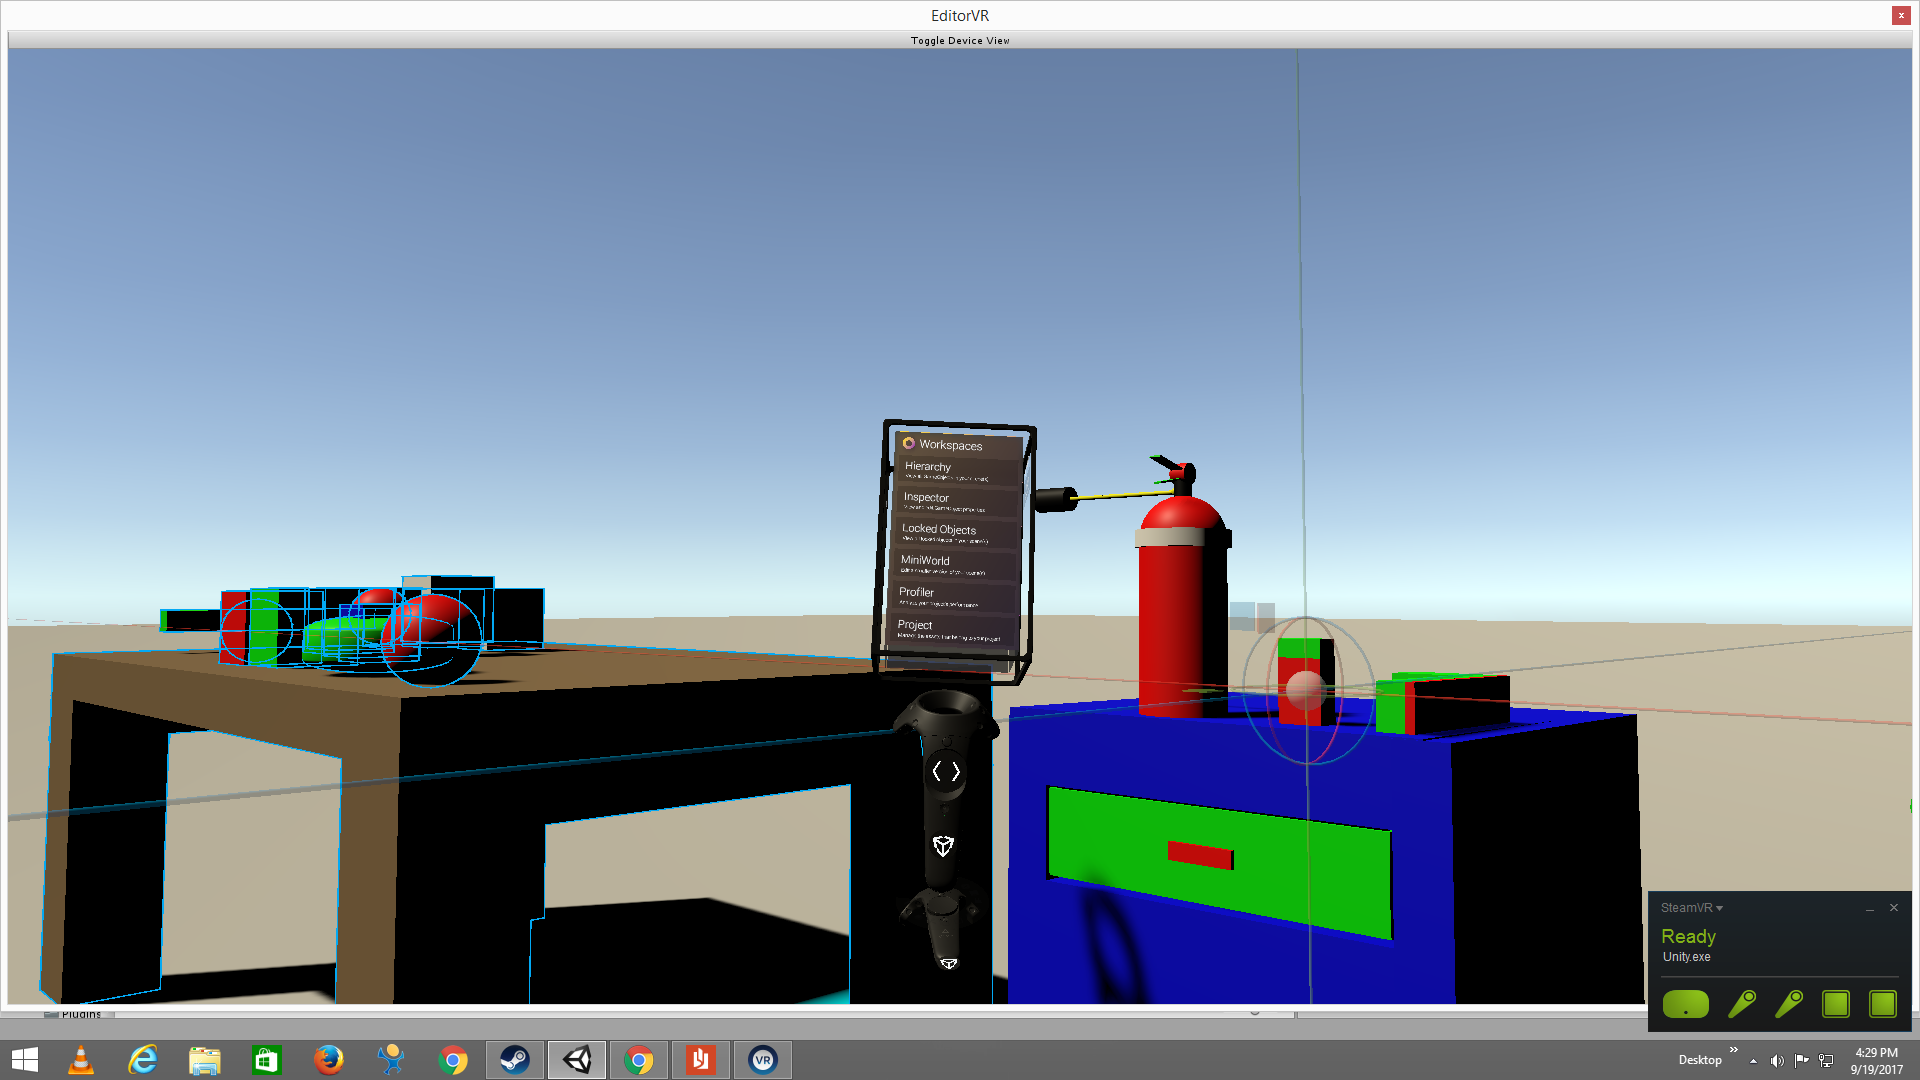 EditorVR
Toggle Device View
Workspaces
Hierarchy
Inspector
Locked Objects
MiniWorld
Profiler
Project
SteamVR
Ready
Unity.exe
Plugins
VR
Desktop
4:29 PM
9/19/2017